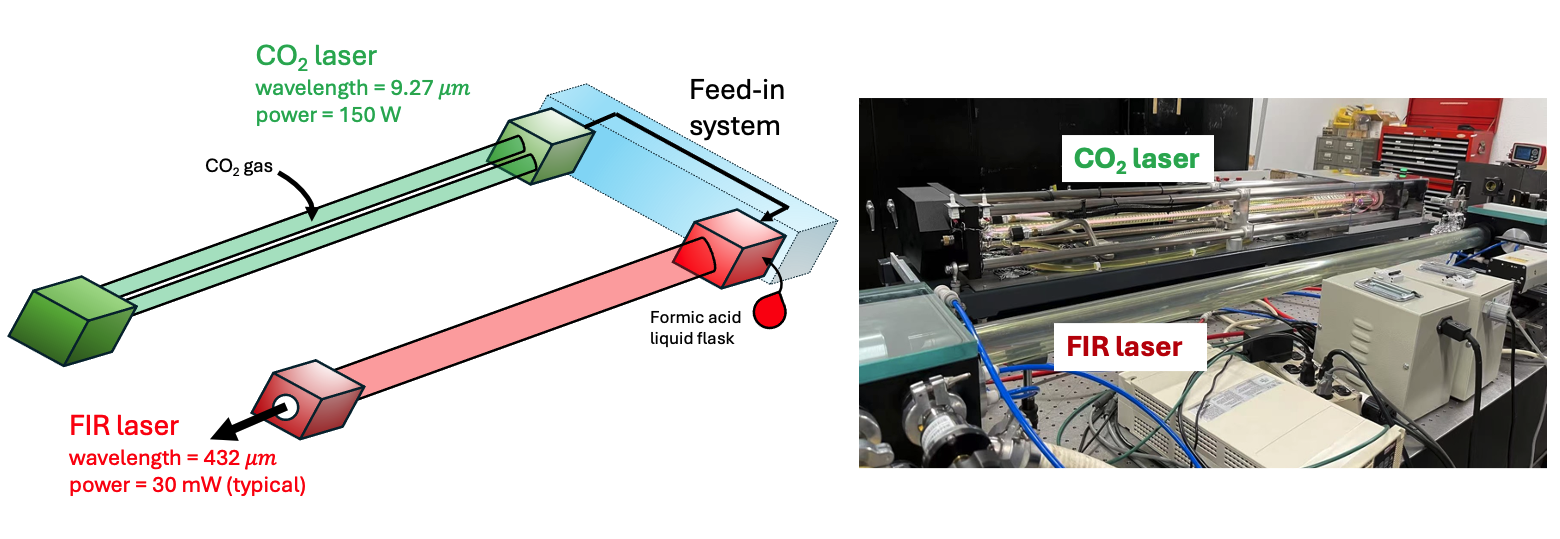 CO₂ laser
wavelength = 9.27 𝜇𝑚
power = 150 W
Feed-in
system
CO₂ gas
Formic acid
liquid flask
FIR laser
wavelength = 432 𝜇𝑚
power = 30 mW (typical)
CO₂ laser
FIR laser